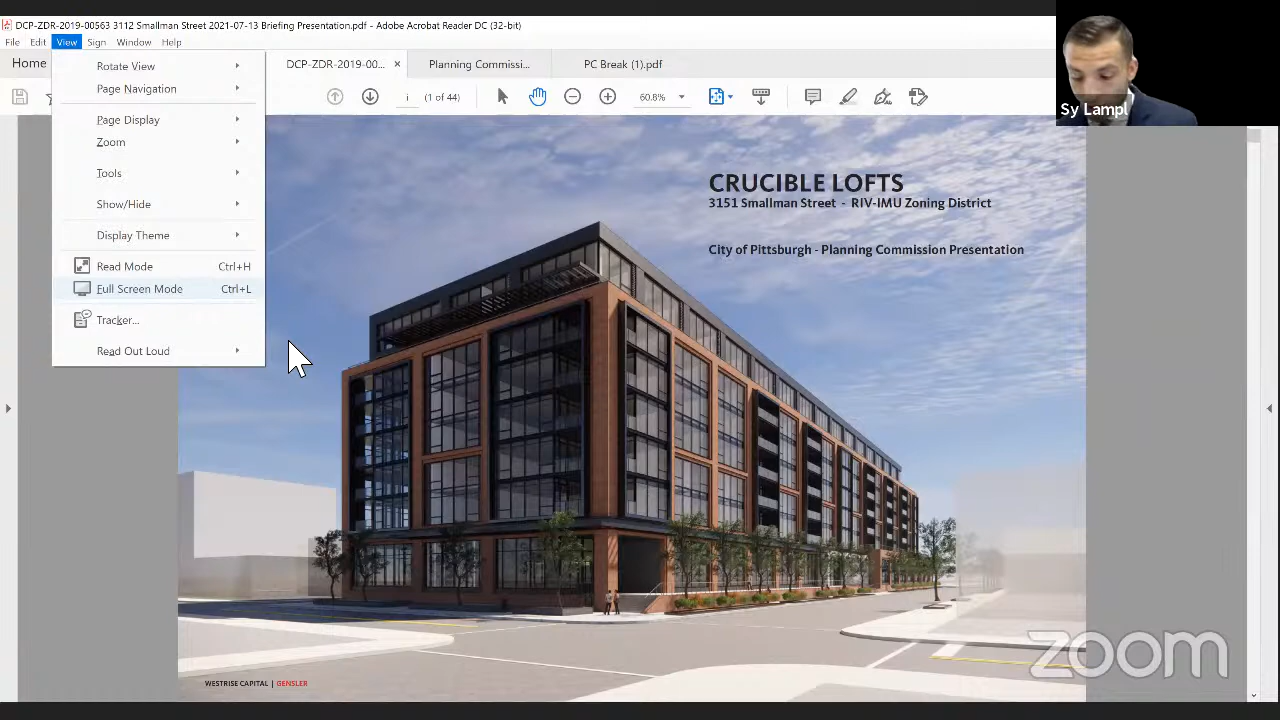 DCP-ZDR-2019-00563 3112 Smallman Street 2021-07-13 Briefing Presentation.pdf - Adobe Acrobat Reader DC (32-bit)
File Edit View Sign Window Help
Home
DCP-ZDR-2019-00... ×
Planning Commissi...
PC Break (1).pdf
of 44)
60.8%
Rotate View
Page Navigation
Page Display
Zoom
Tools
Show/Hide
Display Theme
Read Mode Ctrl+H
Full Screen Mode Ctrl+L
Tracker...
Read Out Loud
Sy Lampl
CRUCIBLE LOFTS
3151 Smallman Street - RIV-IMU Zoning District
City of Pittsburgh - Planning Commission Presentation
WESTRISE CAPITAL | GENSLER
zoom